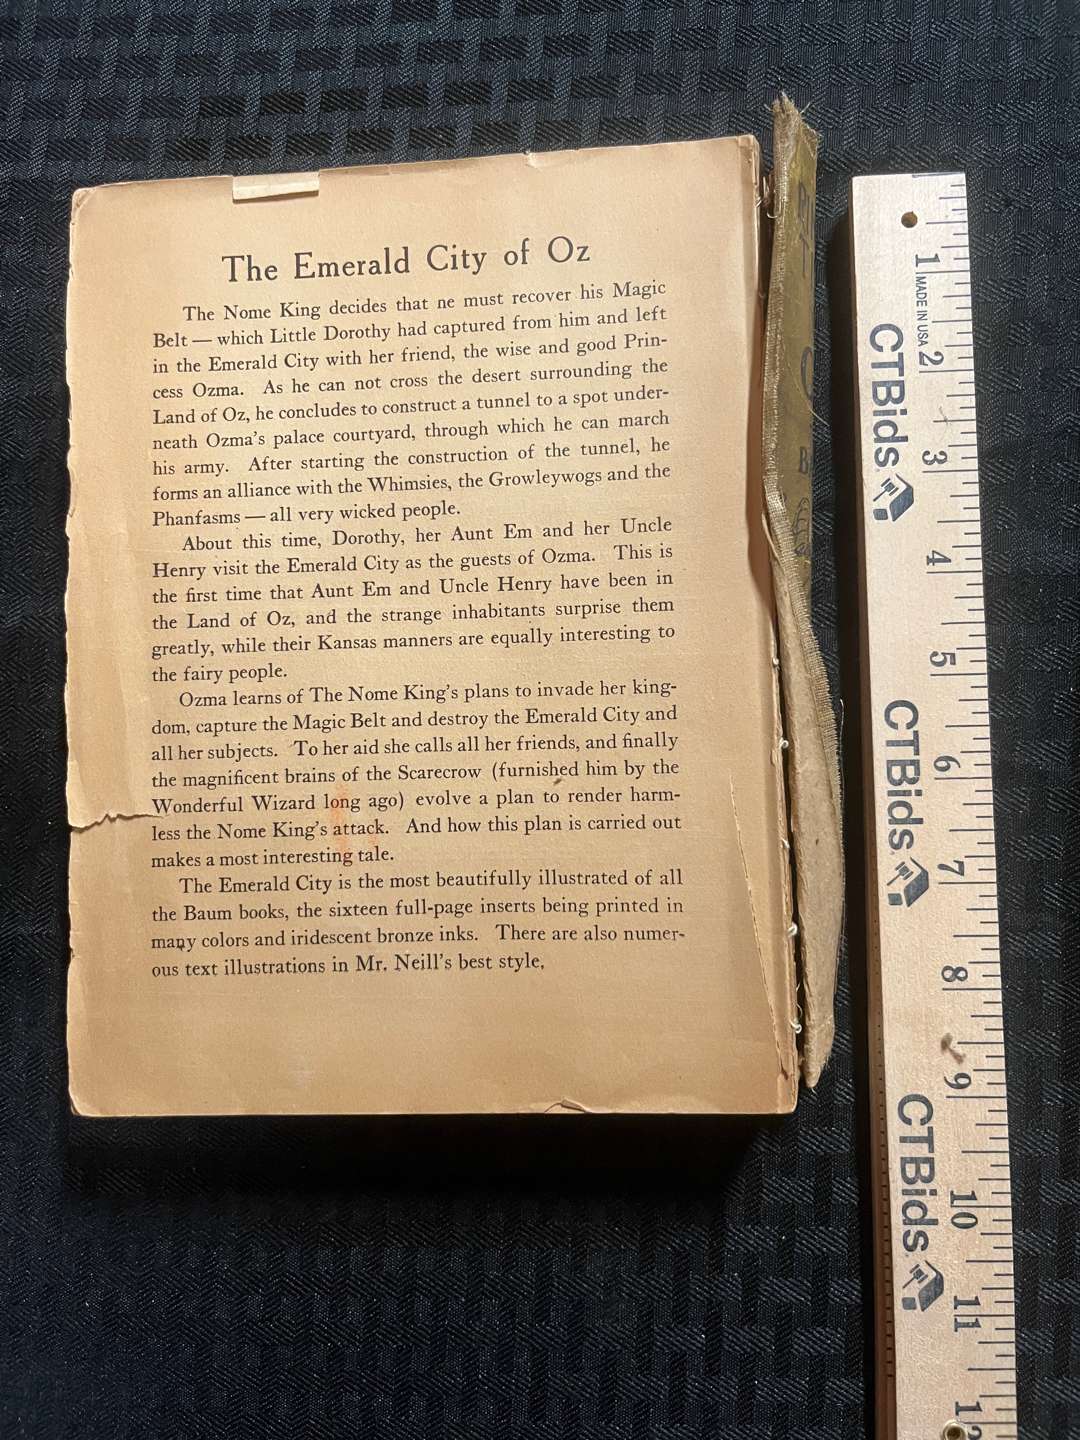 The Emerald City of Oz
The Nome King decides that ne must recover his Magic
Belt — which Little Dorothy had captured from him and left
in the Emerald City with her friend, the wise and good Prin-
cess Ozma. As he can not cross the desert surrounding the
Land of Oz, he concludes to construct a tunnel to a spot under-
neath Ozma's palace courtyard, through which he can march
his army. After starting the construction of the tunnel, he
forms an alliance with the Whimsies, the Growleywogs and the
Phanfasms — all very wicked people.
About this time, Dorothy, her Aunt Em and her Uncle
Henry visit the Emerald City as the guests of Ozma. This is
the first time that Aunt Em and Uncle Henry have been in
the Land of Oz, and the strange inhabitants surprise them
greatly, while their Kansas manners are equally interesting to
the fairy people.
Ozma learns of The Nome King's plans to invade her king-
dom, capture the Magic Belt and destroy the Emerald City and
all her subjects. To her aid she calls all her friends, and finally
the magnificent brains of the Scarecrow (furnished him by the
Wonderful Wizard long ago) evolve a plan to render harm-
less the Nome King's attack. And how this plan is carried out
makes a most interesting tale.
The Emerald City is the most beautifully illustrated of all
the Baum books, the sixteen full-page inserts being printed in
many colors and iridescent bronze inks. There are also numer-
ous text illustrations in Mr. Neill's best style,
1 2 3 4 5 6 7 8 9 10 11
MADE IN USA
CTBids
CTBids
CTBids